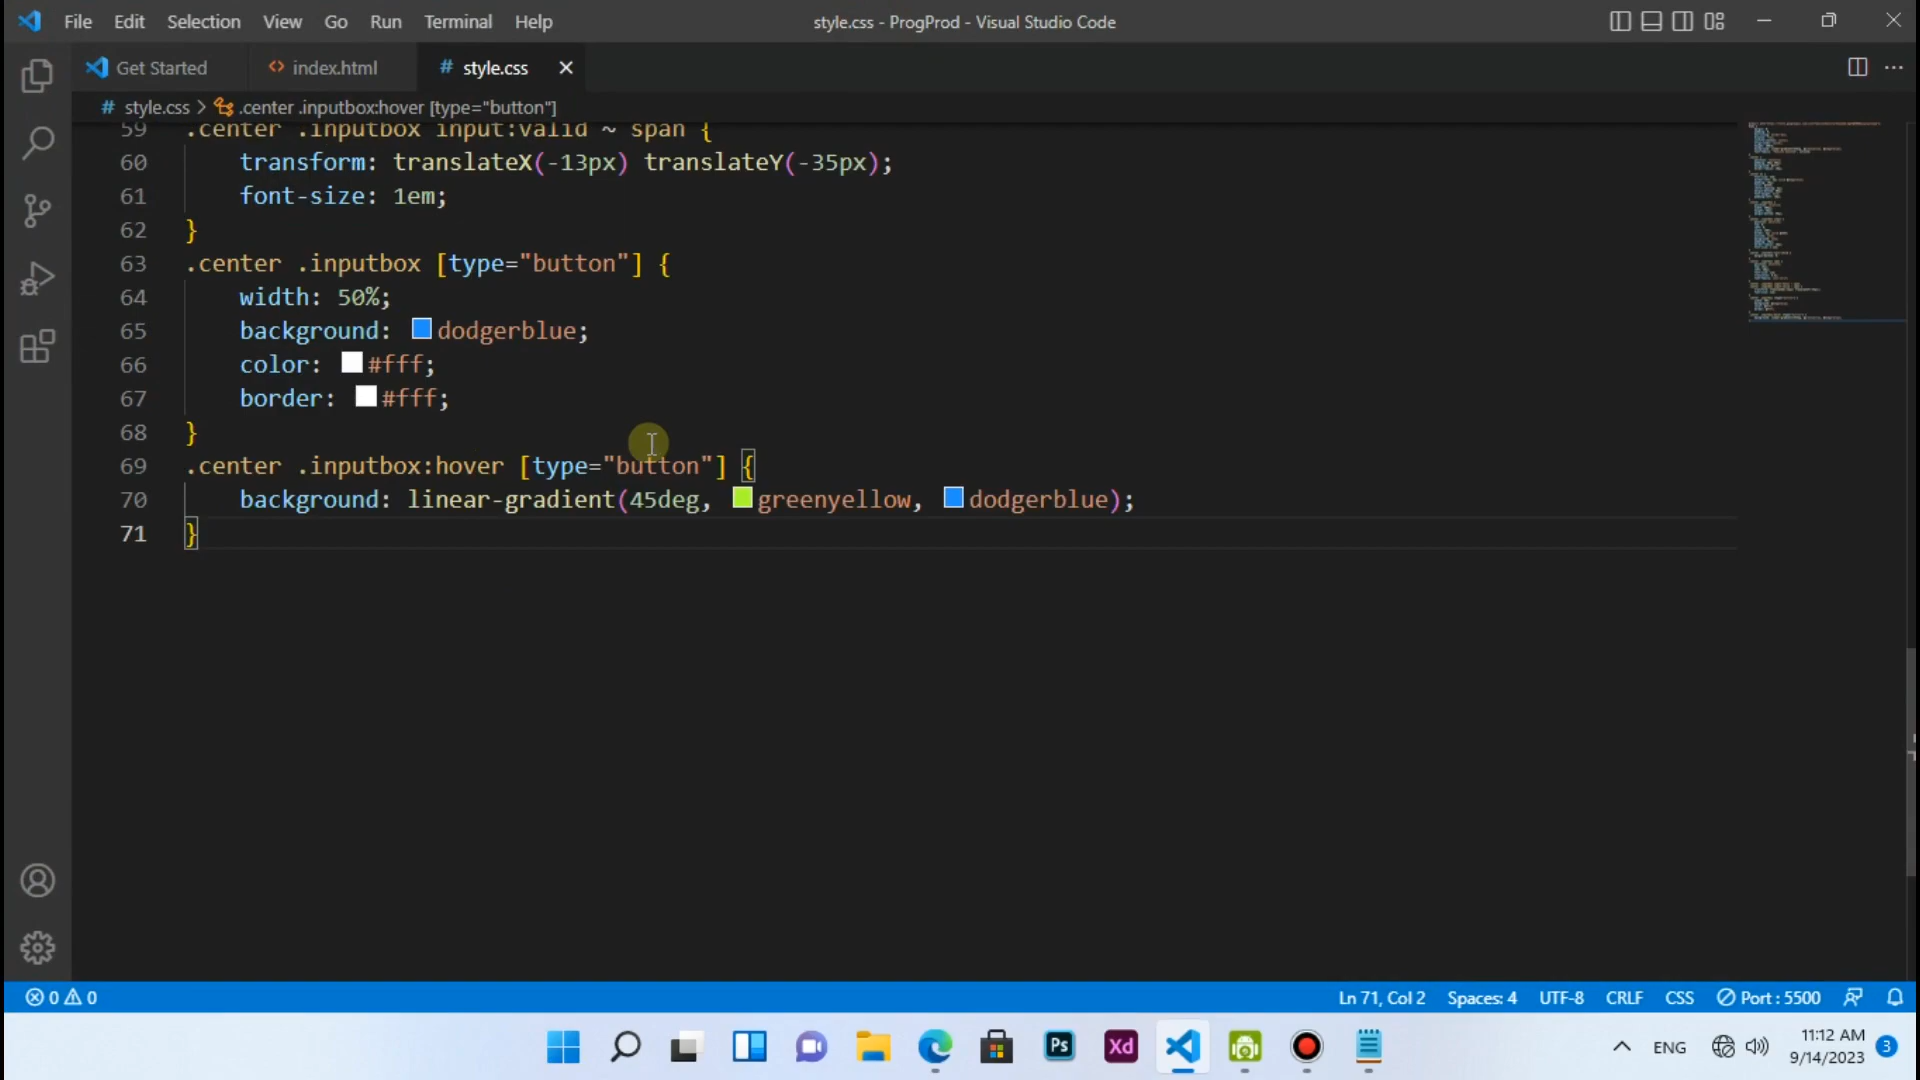 File Edit Selection View Go Run Terminal Help
style.css - ProgProd - Visual Studio Code
Get Started
index.html
# style.css
# style.css > .center .inputbox:hover [type="button"]
59 .center .inputbox input:valid ~ span {
60 transform: translateX(-13px) translateY(-35px);
61 font-size: 1em;
62 }
63 .center .inputbox [type="button"] {
64 width: 50%;
65 background: dodgerblue;
66 color: #fff;
67 border: #fff;
68 }
69 .center .inputbox:hover [type="button"] {
70 background: linear-gradient(45deg, greenyellow, dodgerblue);
71 }
0 0
Ln 71, Col 2 Spaces: 4 UTF-8 CRLF CSS Port : 5500
Ps Xd
ENG
11:12 AM
9/14/2023
3